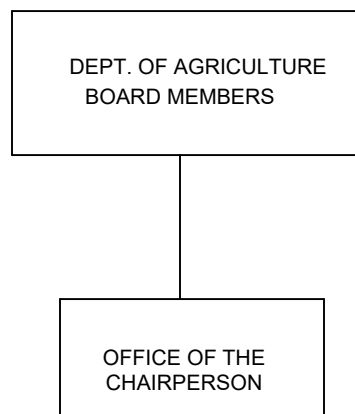 DEPT. OF AGRICULTURE
BOARD MEMBERS
OFFICE OF THE
CHAIRPERSON